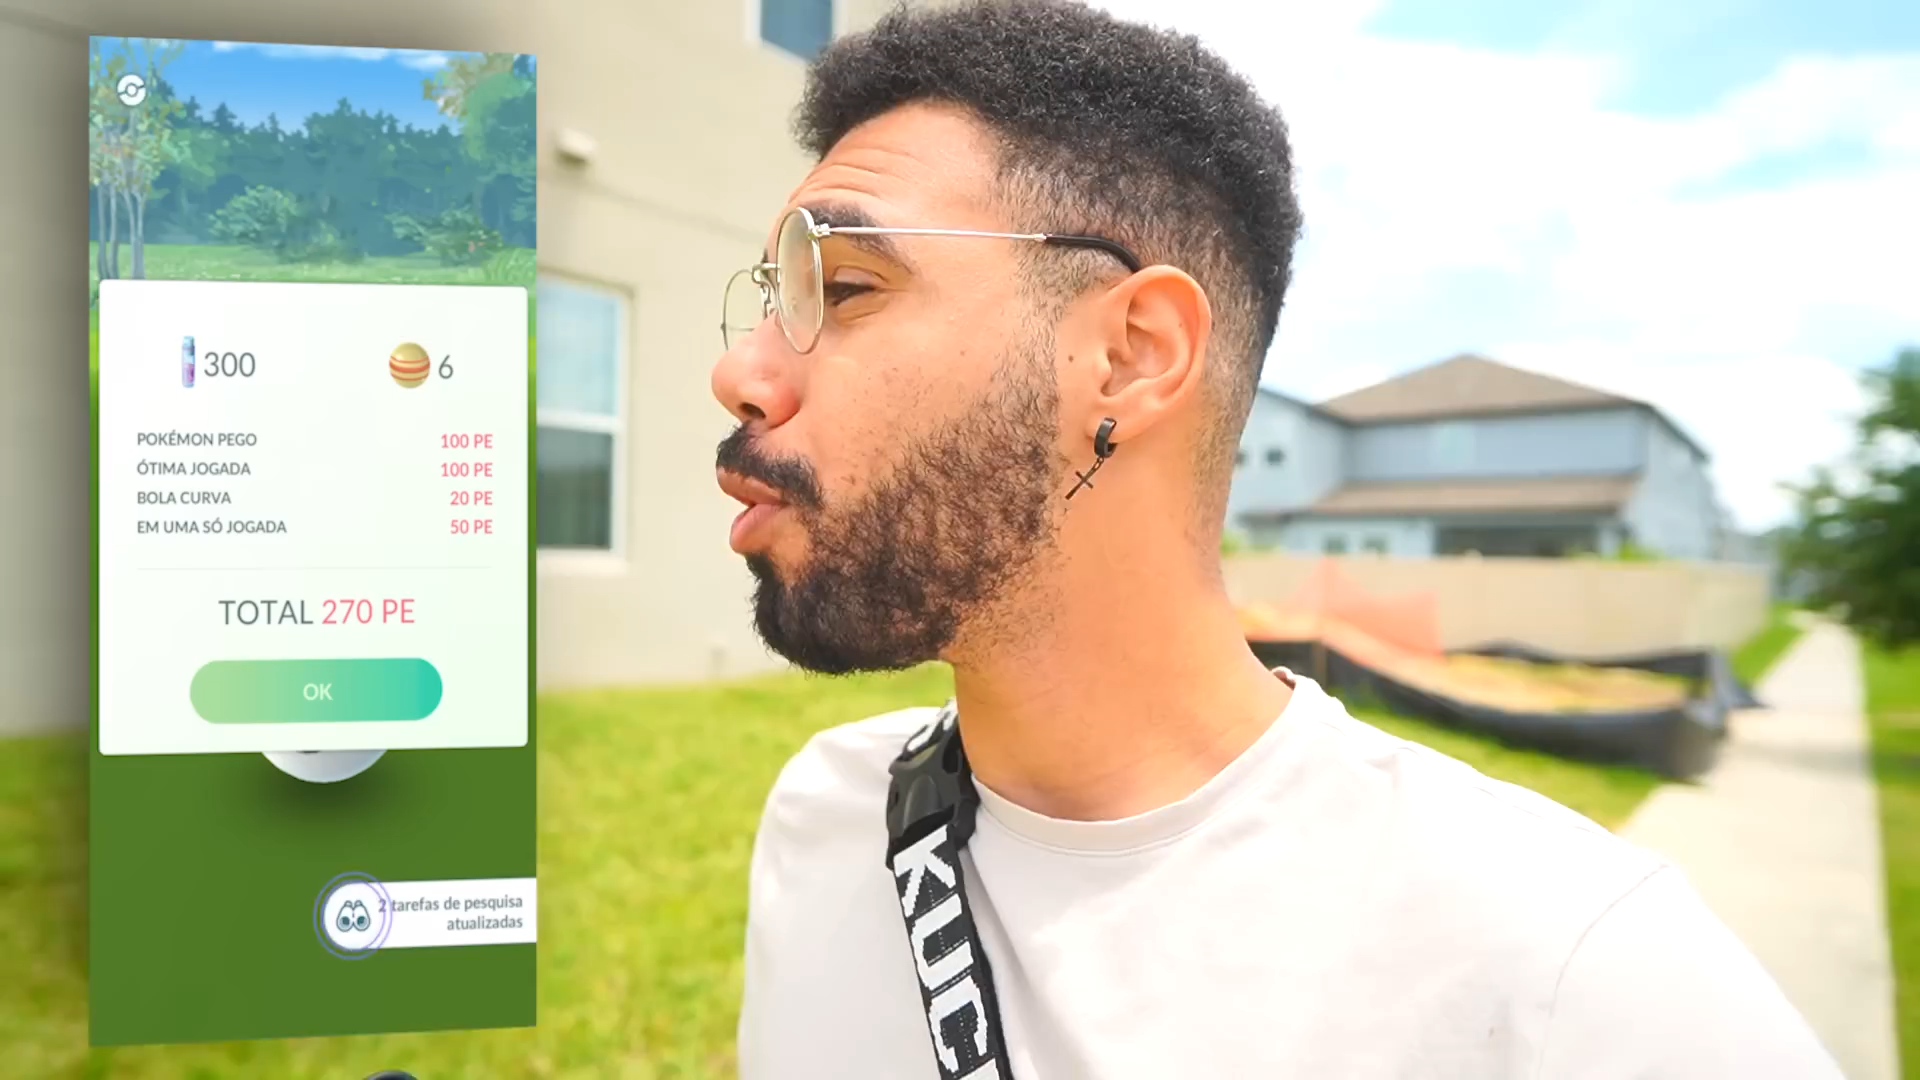 300
6
POKÉMON PEGO 100 PE
ÓTIMA JOGADA 100 PE
BOLA CURVA 20 PE
EM UMA SÓ JOGADA 50 PE
TOTAL 270 PE
OK
2 tarefas de pesquisa
atualizadas
KUC